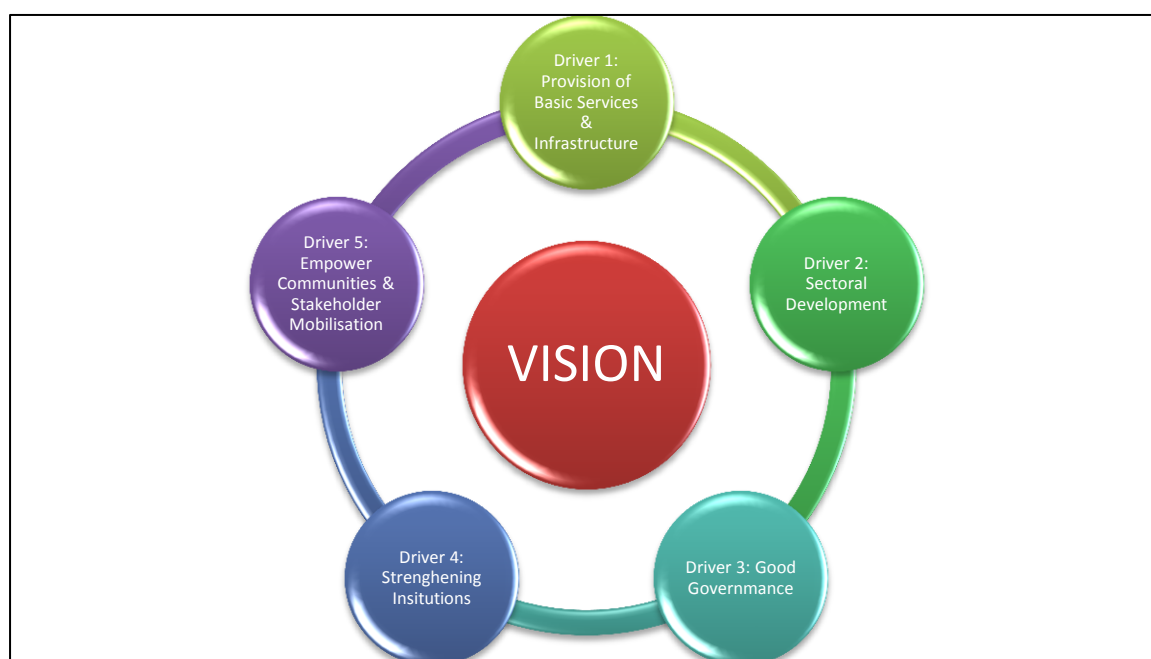 Driver 1:
Provision of
Basic Services
&
Infrastructure
Driver 2:
Sectoral
Development
Driver 3: Good
Governmance
Driver 4:
Strenghening
Insitutions
Driver 5:
Empower
Communities &
Stakeholder
Mobilisation
VISION